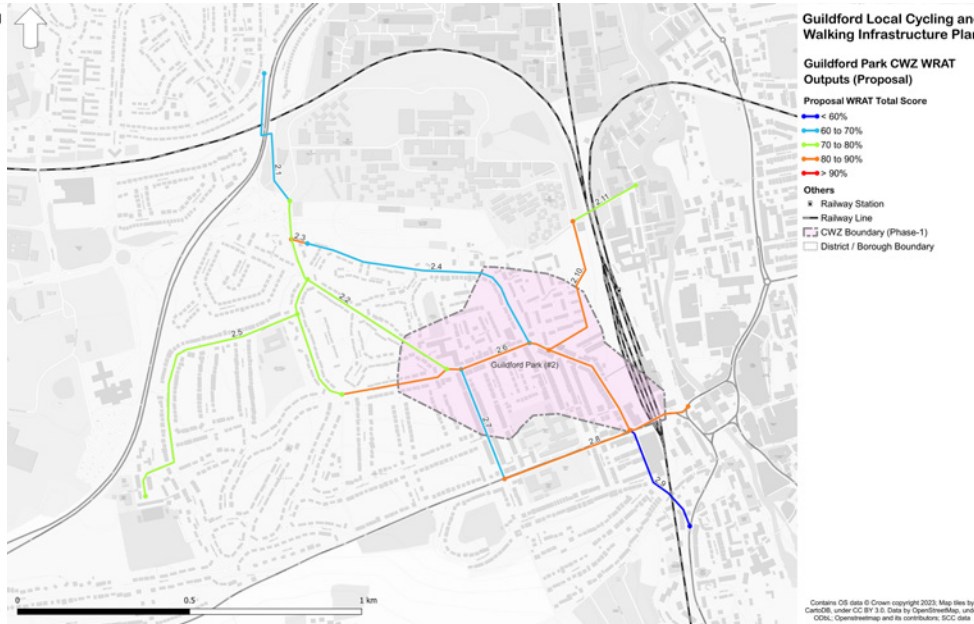 Guildford Local Cycling an
Walking Infrastructure Plan
Guildford Park CWZ WRAT
Outputs (Proposal)
Proposal WRAT Total Score
< 60%
60 to 70%
70 to 80%
80 to 90%
> 90%
Others
Railway Station
Railway Line
CWZ Boundary (Phase-1)
District / Borough Boundary
2.1
2.11
2.3
2.4
2.10
2.2
2.5
2.6
Guildford Park (#2)
2.7
2.8
2.9
0
0.5
1 km
Contains OS data © Crown copyright 2023; Map tiles by
CartoDB, under CC BY 3.0. Data by OpenStreetMap, unde
ODbL; Openstreetmap and its contributors; SCC data